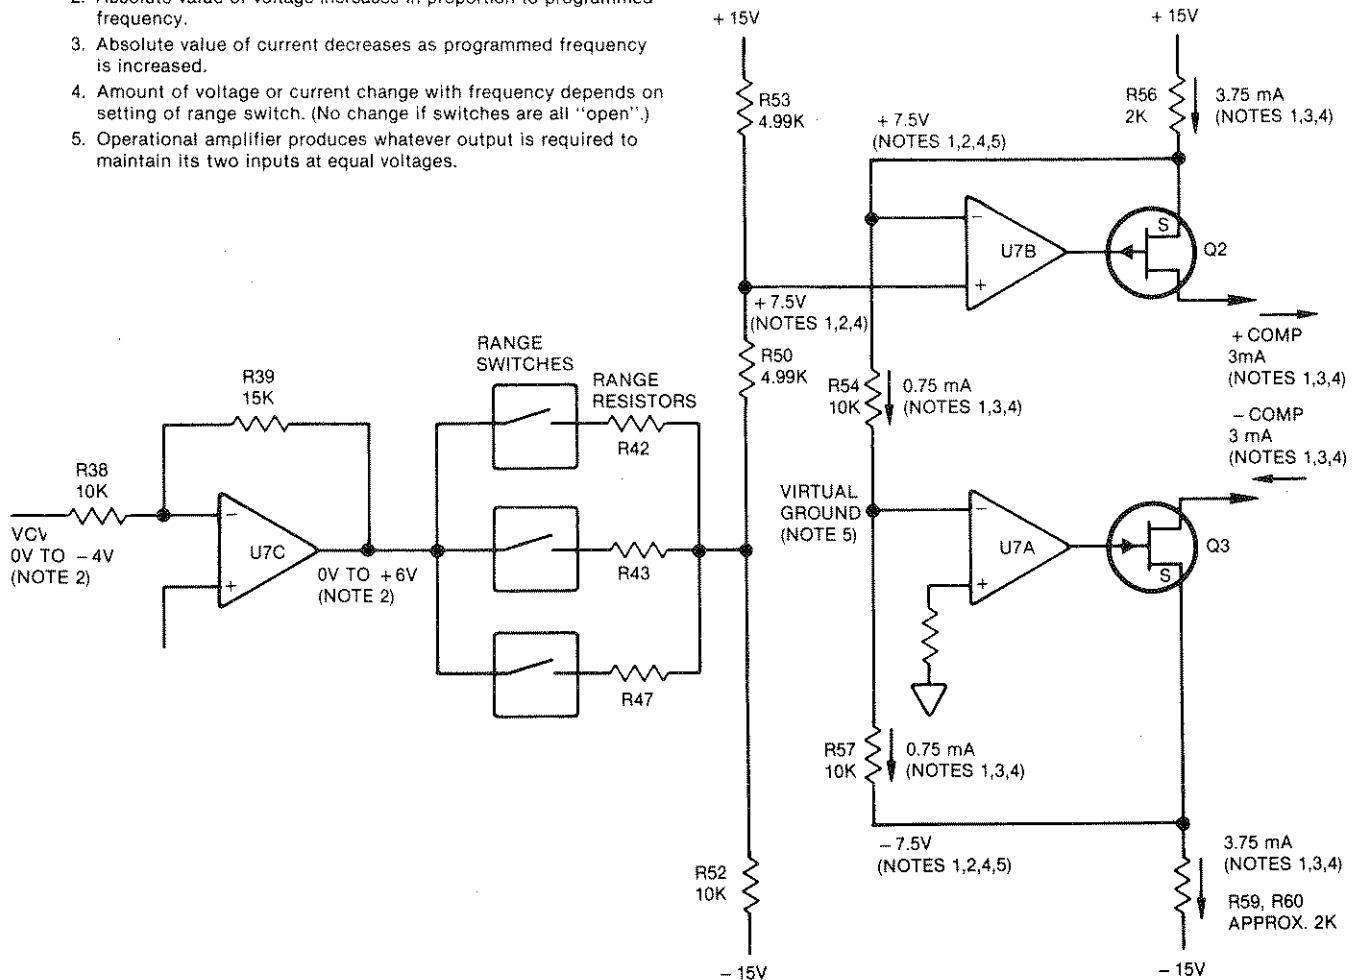 2. Absolute value of voltage increases in proportion to programmed
frequency.
3. Absolute value of current decreases as programmed frequency
is increased.
4. Amount of voltage or current change with frequency depends on
setting of range switch. (No change if switches are all "open".)
5. Operational amplifier produces whatever output is required to
maintain its two inputs at equal voltages.
+ 15V
+ 15V
R53
4.99K
R56
2K
3.75 mA
(NOTES 1,3,4)
+ 7.5V
(NOTES 1,2,4,5)
−
U7B
+
S
Q2
+ 7.5V
(NOTES 1,2,4)
+ COMP
3mA
(NOTES 1,3,4)
− COMP
3 mA
(NOTES 1,3,4)
R50
4.99K
R54
10K
0.75 mA
(NOTES 1,3,4)
RANGE
SWITCHES
RANGE
RESISTORS
R39
15K
R42
R38
10K
VCV
0V TO − 4V
(NOTE 2)
−
U7C
+
0V TO + 6V
(NOTE 2)
R43
R47
VIRTUAL
GROUND
(NOTE 5)
−
U7A
+
Q3
S
R57
10K
0.75 mA
(NOTES 1,3,4)
− 7.5V
(NOTES 1,2,4,5)
R52
10K
3.75 mA
(NOTES 1,3,4)
R59, R60
APPROX. 2K
− 15V
− 15V